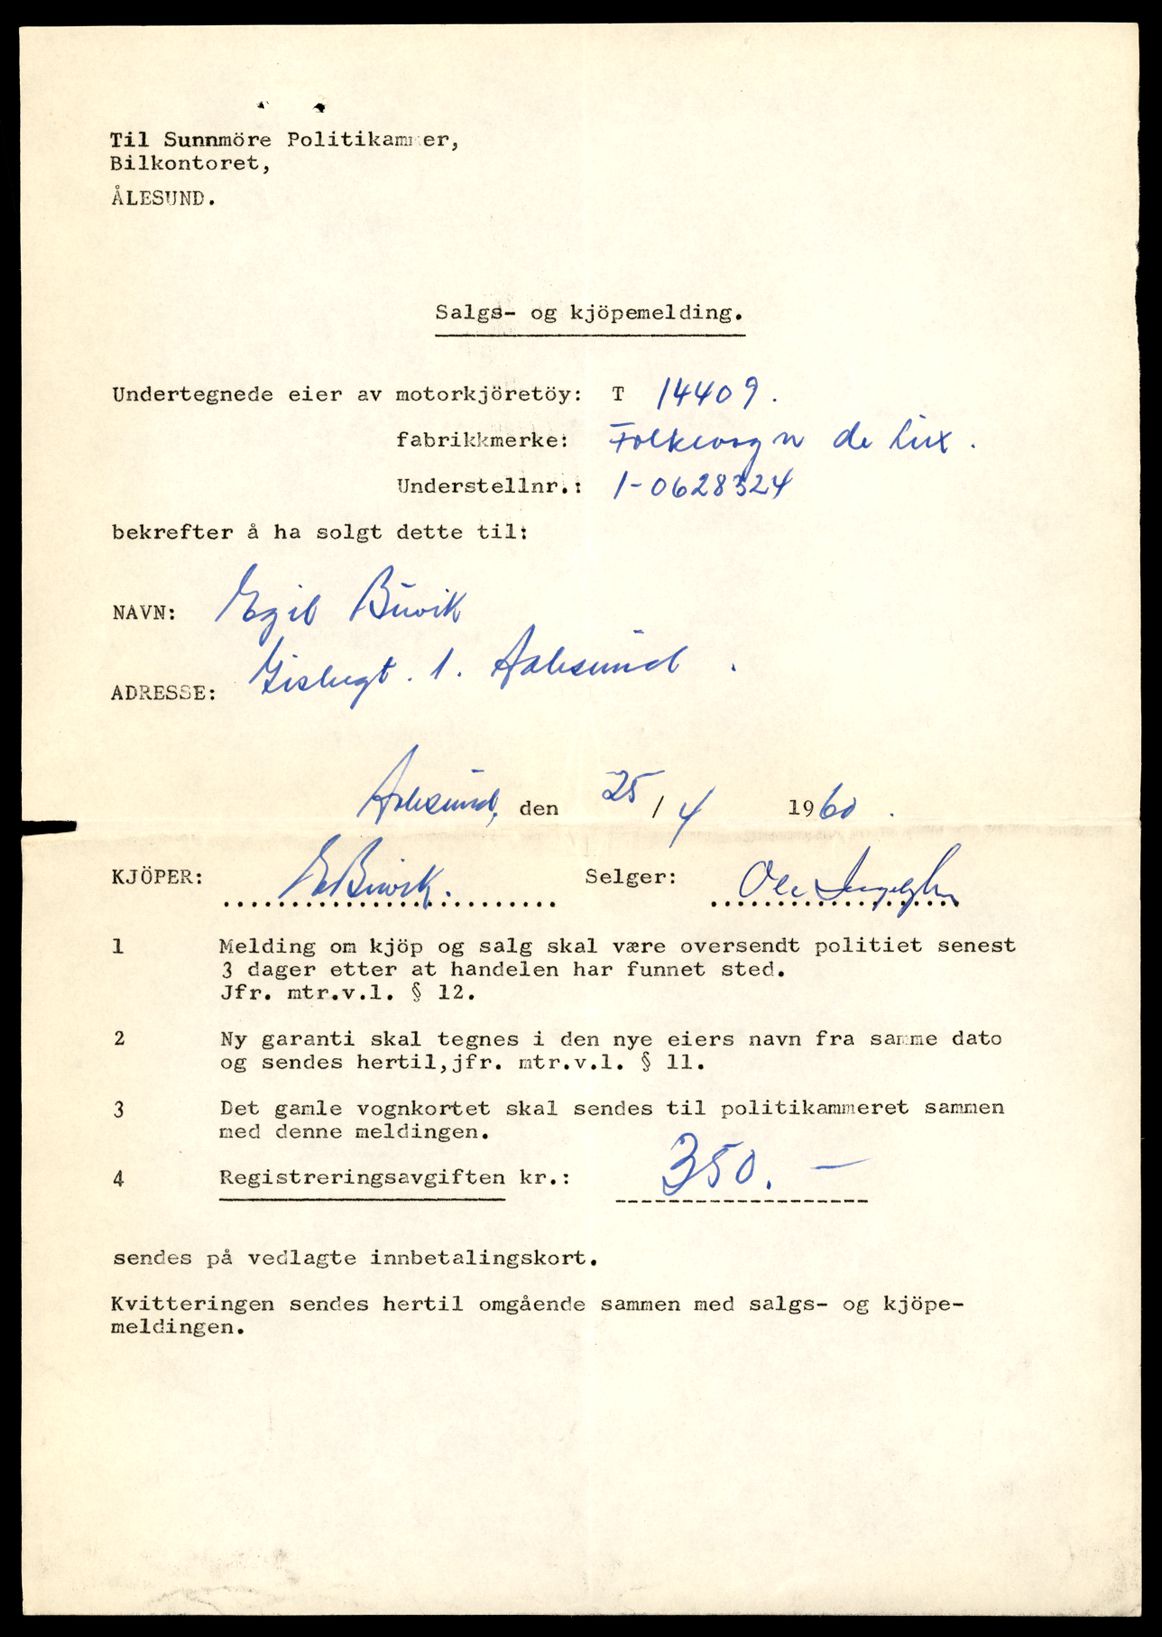 Til Sunnmöre Politikammer,
Bilkontoret,
ÅLESUND.
Salgs- og kjöpemelding.
Undertegnede eier av motorkjöretöy: T 14409.
fabrikkmerke: Folkevogn de lux.
Understellnr.: 1-0628324
bekrefter å ha solgt dette til:
NAVN: Egil Buvik
ADRESSE: 1. Aalesund.
Aalesund, den 25/4 1960.
KJÖPER: E Buvik. Selger: Ole
1 Melding om kjöp og salg skal være oversendt politiet senest
3 dager etter at handelen har funnet sted.
Jfr. mtr.v.l. § 12.
2 Ny garanti skal tegnes i den nye eiers navn fra samme dato
og sendes hertil,jfr. mtr.v.l. § 11.
3 Det gamle vognkortet skal sendes til politikammeret sammen
med denne meldingen.
4 Registreringsavgiften kr.: 350.—
sendes på vedlagte innbetalingskort.
Kvitteringen sendes hertil omgående sammen med salgs- og kjöpe-
meldingen.